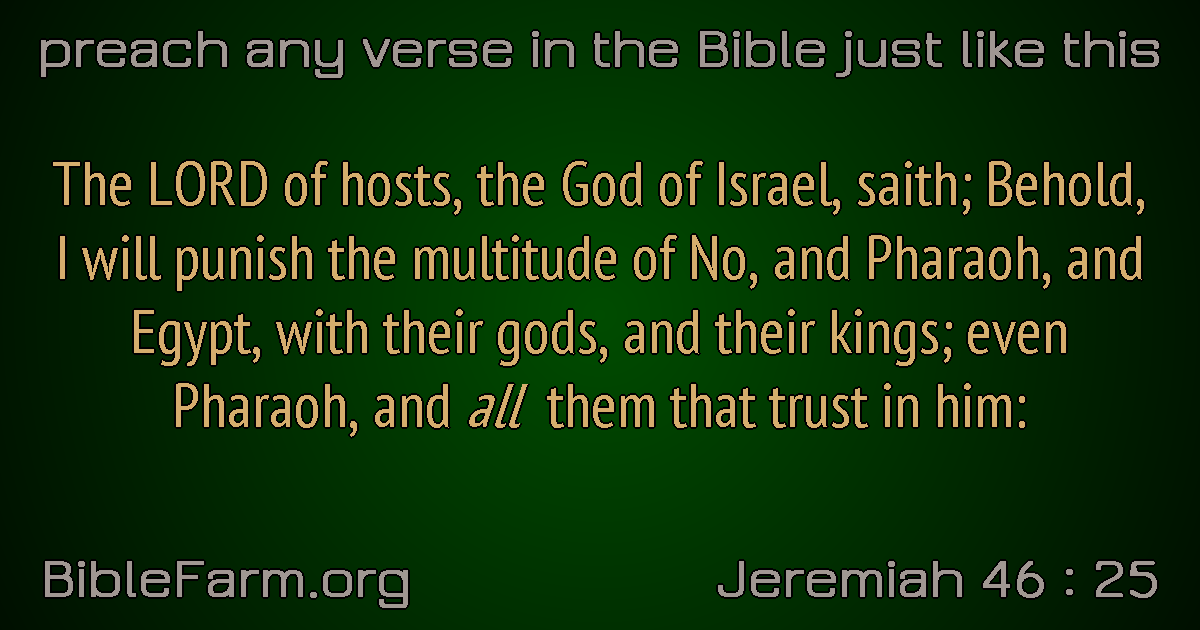 preach any verse in the Bible just like this
The LORD of hosts, the God of Israel, saith; Behold,
I will punish the multitude of No, and Pharaoh, and
Egypt, with their gods, and their kings; even
Pharaoh, and all them that trust in him:
BibleFarm.org
Jeremiah 46 : 25